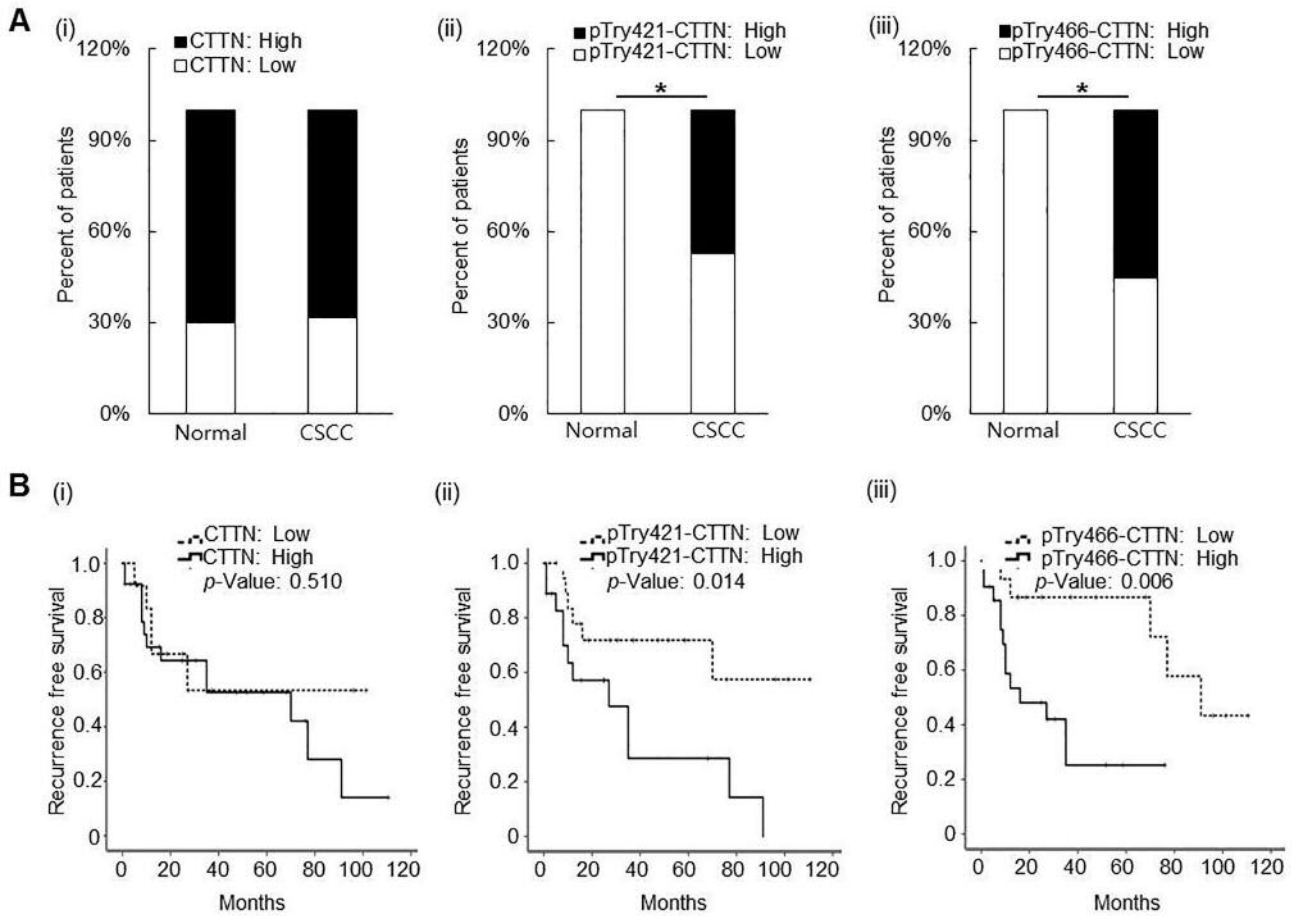 A
(i)
CTTN: High
CTTN: Low
120%
90%
60%
30%
0%
Percent of patients
Normal
CSCC
(ii)
pTry421-CTTN: High
pTry421-CTTN: Low
120%
*
90%
60%
30%
0%
Percent of patients
Normal
CSCC
(iii)
pTry466-CTTN: High
pTry466-CTTN: Low
120%
*
90%
60%
30%
0%
Percent of patients
Normal
CSCC
B
(i)
CTTN: Low
CTTN: High
p-Value: 0.510
1.0
0.8
0.6
0.4
0.2
0
Recurrence free survival
0 20 40 60 80 100 120
Months
(ii)
pTry421-CTTN: Low
pTry421-CTTN: High
p-Value: 0.014
1.0
0.8
0.6
0.4
0.2
0
Recurrence free survival
0 20 40 60 80 100 120
Months
(iii)
pTry466-CTTN: Low
pTry466-CTTN: High
p-Value: 0.006
1.0
0.8
0.6
0.4
0.2
0
Recurrence free survival
0 20 40 60 80 100 120
Months